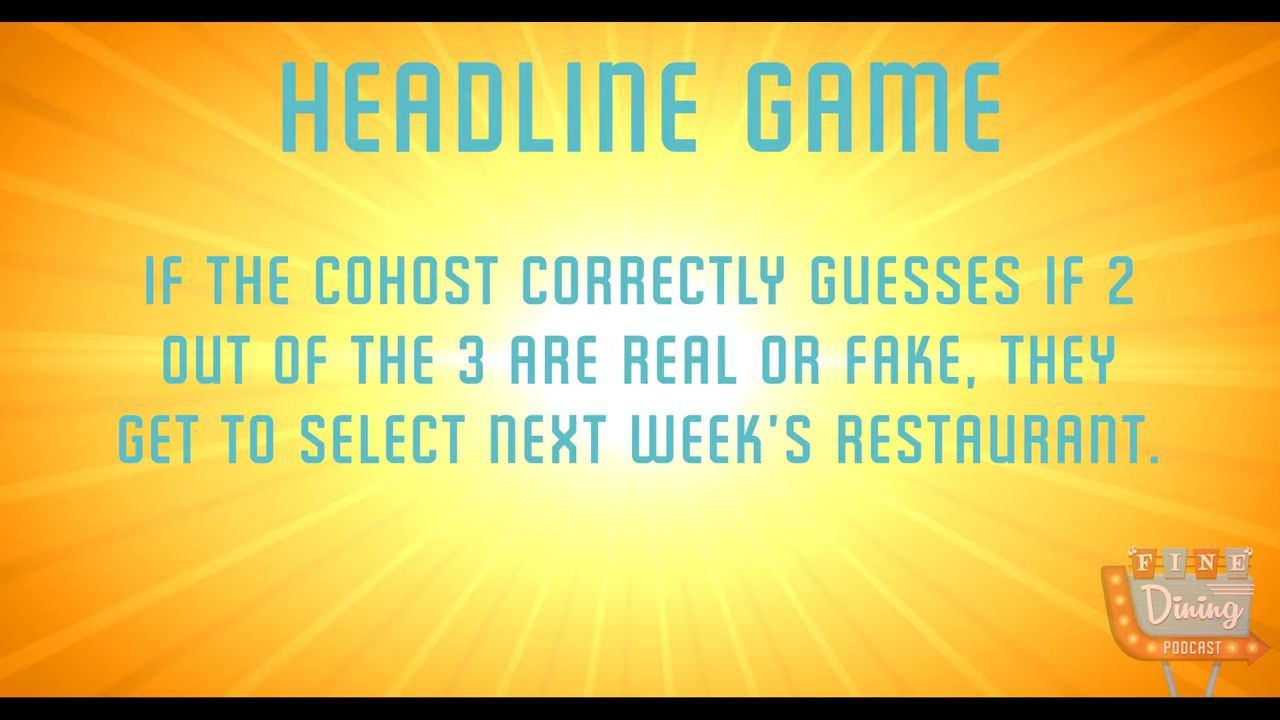 HEADLINE GAME
IF THE COHOST CORRECTLY GUESSES IF 2
OUT OF THE 3 ARE REAL OR FAKE, THEY
GET TO SELECT NEXT WEEK'S RESTAURANT.
"FINE"
Dining
PODCAST